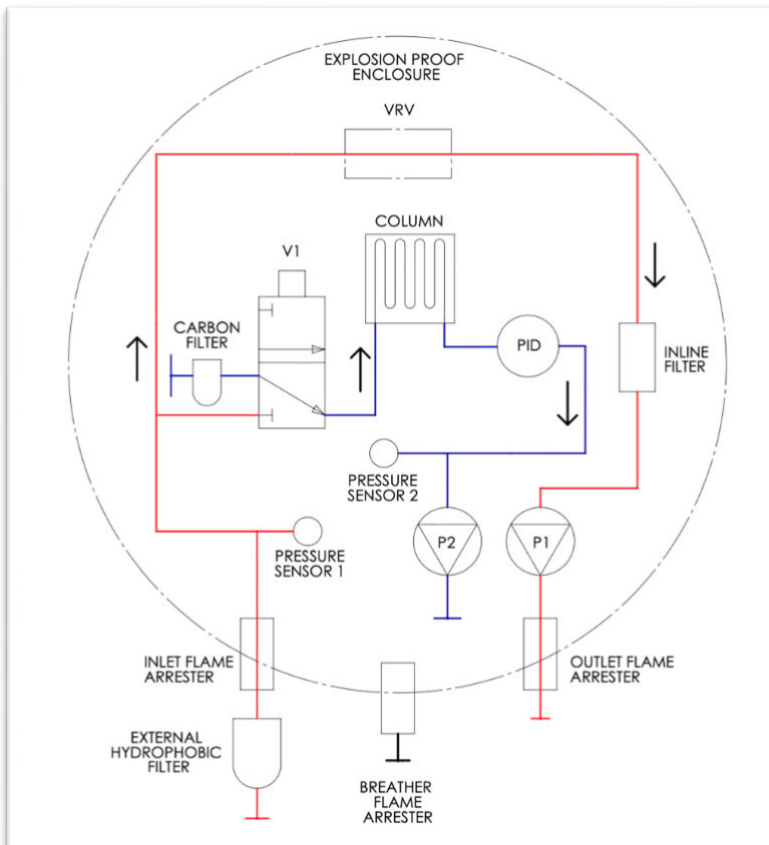 EXPLOSION PROOF
ENCLOSURE
VRV
COLUMN
V1
CARBON
FILTER
PID
INLINE
FILTER
PRESSURE
SENSOR 2
P2
P1
PRESSURE
SENSOR 1
INLET FLAME
ARRESTER
OUTLET FLAME
ARRESTER
EXTERNAL
HYDROPHOBIC
FILTER
BREATHER
FLAME
ARRESTER